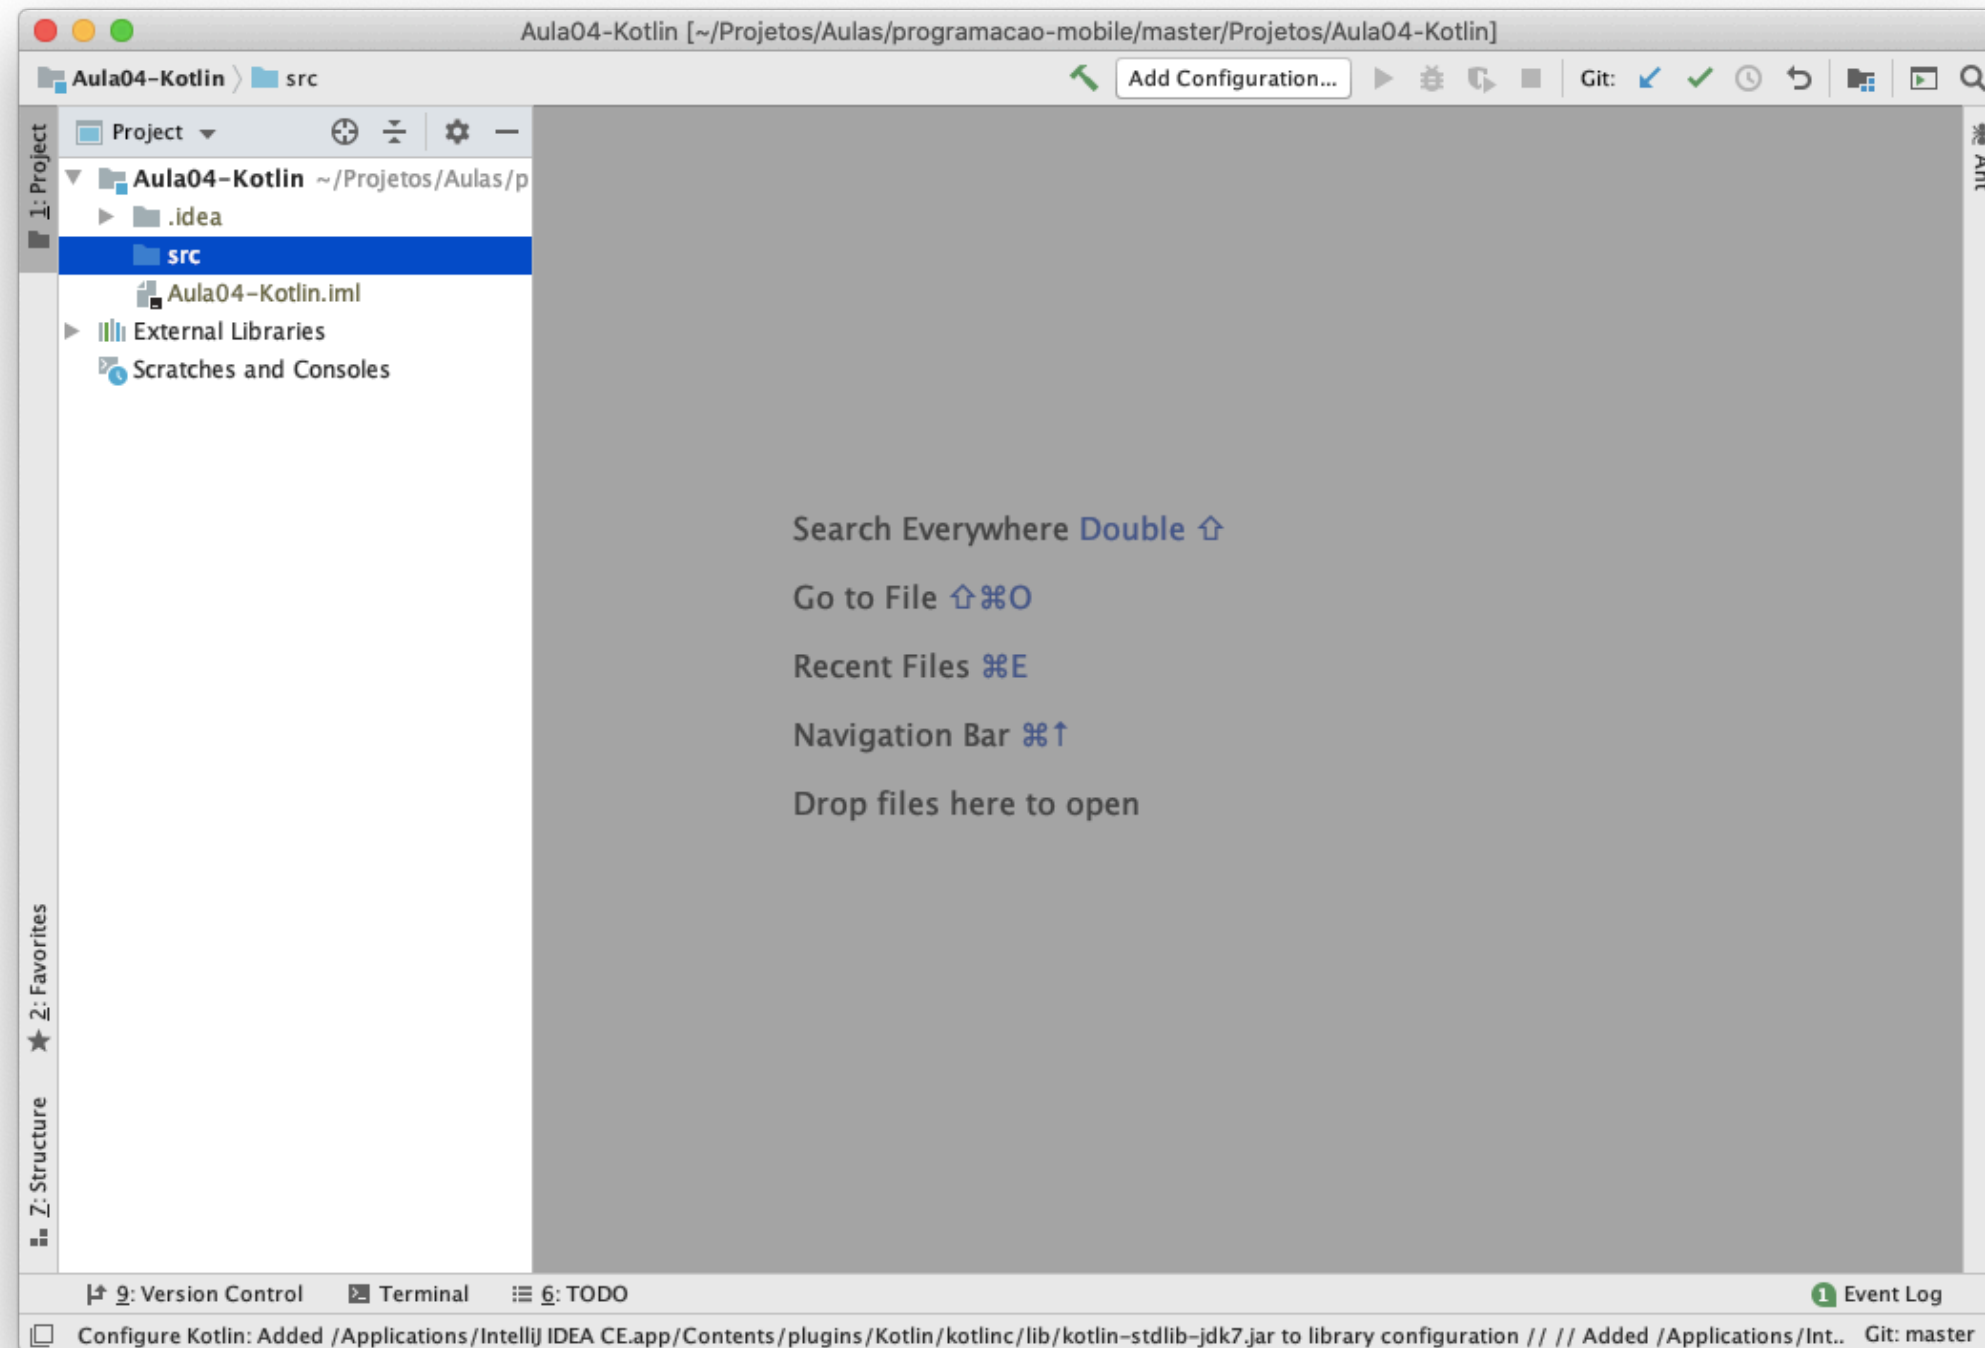 Aula04-Kotlin [~/Projetos/Aulas/programacao-mobile/master/Projetos/Aula04-Kotlin]
Aula04-Kotlin 〉 src
Add Configuration...
Git:
1: Project
Project
Ant
Aula04-Kotlin ~/Projetos/Aulas/p
.idea
src
Aula04-Kotlin.iml
External Libraries
Scratches and Consoles
Search Everywhere Double ⇧
Go to File ⇧⌘O
Recent Files ⌘E
Navigation Bar ⌘↑
Drop files here to open
2: Favorites
Z: Structure
9: Version Control
Terminal
6: TODO
1 Event Log
Configure Kotlin: Added /Applications/IntelliJ IDEA CE.app/Contents/plugins/Kotlin/kotlinc/lib/kotlin-stdlib-jdk7.jar to library configuration // // Added /Applications/Int.. Git: master